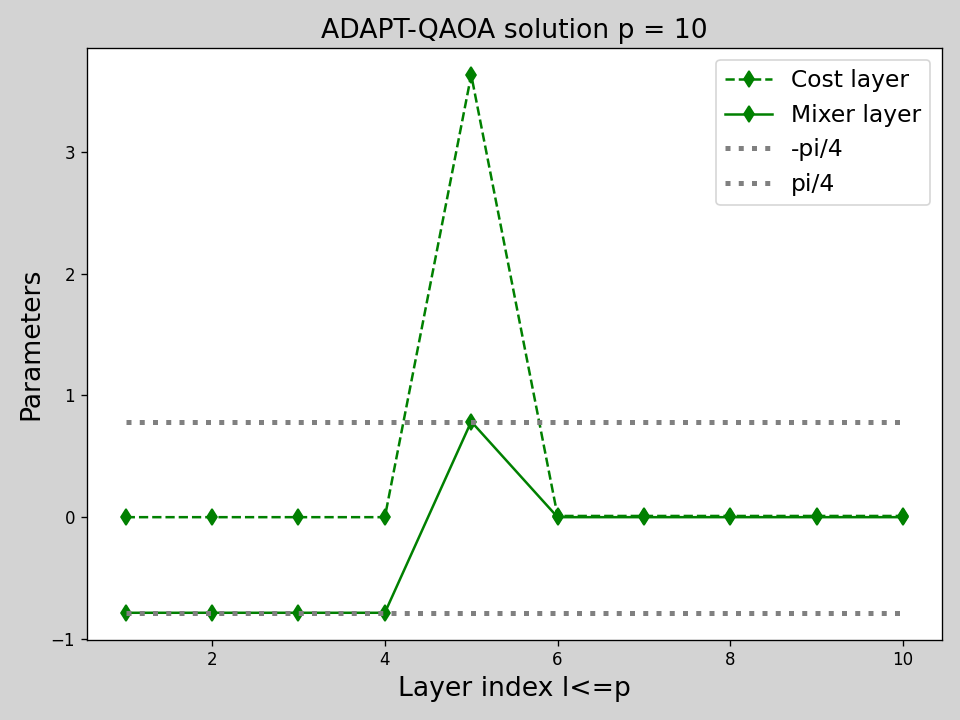 ADAPT-QAOA solution p = 10
Cost layer
Mixer layer
-pi/4
pi/4
Parameters
3
2
1
0
−1
2
4
6
8
10
Layer index l<=p